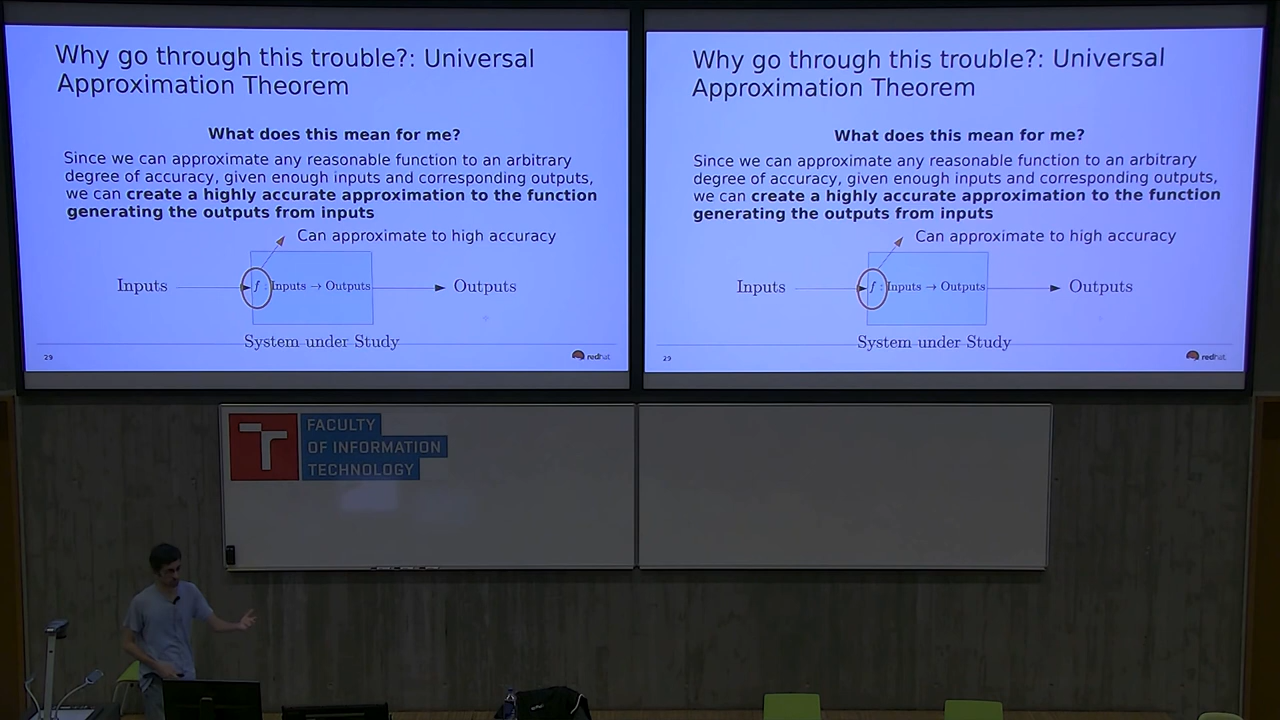 Why go through this trouble?: Universal
Approximation Theorem
What does this mean for me?
Since we can approximate any reasonable function to an arbitrary
degree of accuracy, given enough inputs and corresponding outputs,
we can create a highly accurate approximation to the function
generating the outputs from inputs
Can approximate to high accuracy
Inputs
f : Inputs → Outputs
Outputs
System under Study
29
redhat
Why go through this trouble?: Universal
Approximation Theorem
What does this mean for me?
Since we can approximate any reasonable function to an arbitrary
degree of accuracy, given enough inputs and corresponding outputs,
we can create a highly accurate approximation to the function
generating the outputs from inputs
Can approximate to high accuracy
Inputs
f : Inputs → Outputs
Outputs
System under Study
29
redhat
T
FACULTY
OF INFORMATION
TECHNOLOGY